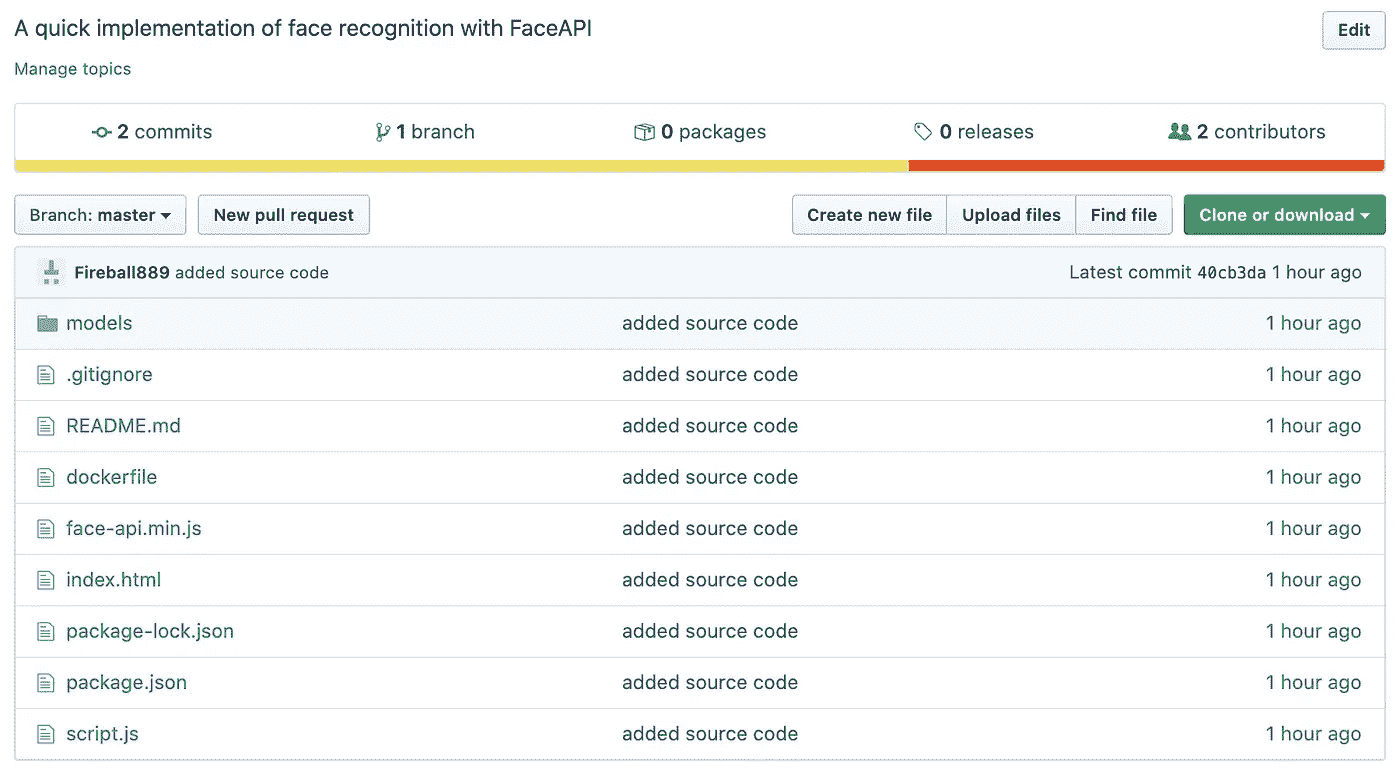 A quick implementation of face recognition with FaceAPI Edit
Manage topics
2 commits 1 branch 0 packages 0 releases 2 contributors
Branch: master New pull request Create new file Upload files Find file Clone or download
Fireball889 added source code Latest commit 40cb3da 1 hour ago
models added source code 1 hour ago
.gitignore added source code 1 hour ago
README.md added source code 1 hour ago
dockerfile added source code 1 hour ago
face-api.min.js added source code 1 hour ago
index.html added source code 1 hour ago
package-lock.json added source code 1 hour ago
package.json added source code 1 hour ago
script.js added source code 1 hour ago